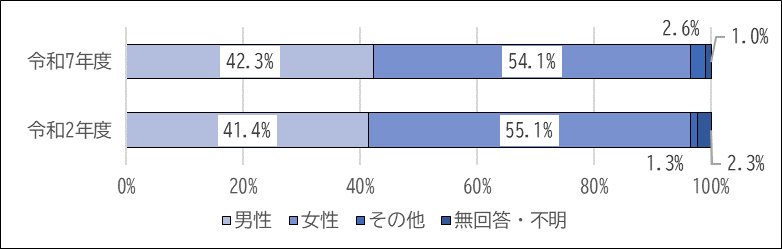 2.6%
1.0%
令和7年度 42.3% 54.1%
令和2年度 41.4% 55.1%
1.3% 2.3%
0% 20% 40% 60% 80% 100%
男性 女性 その他 無回答・不明